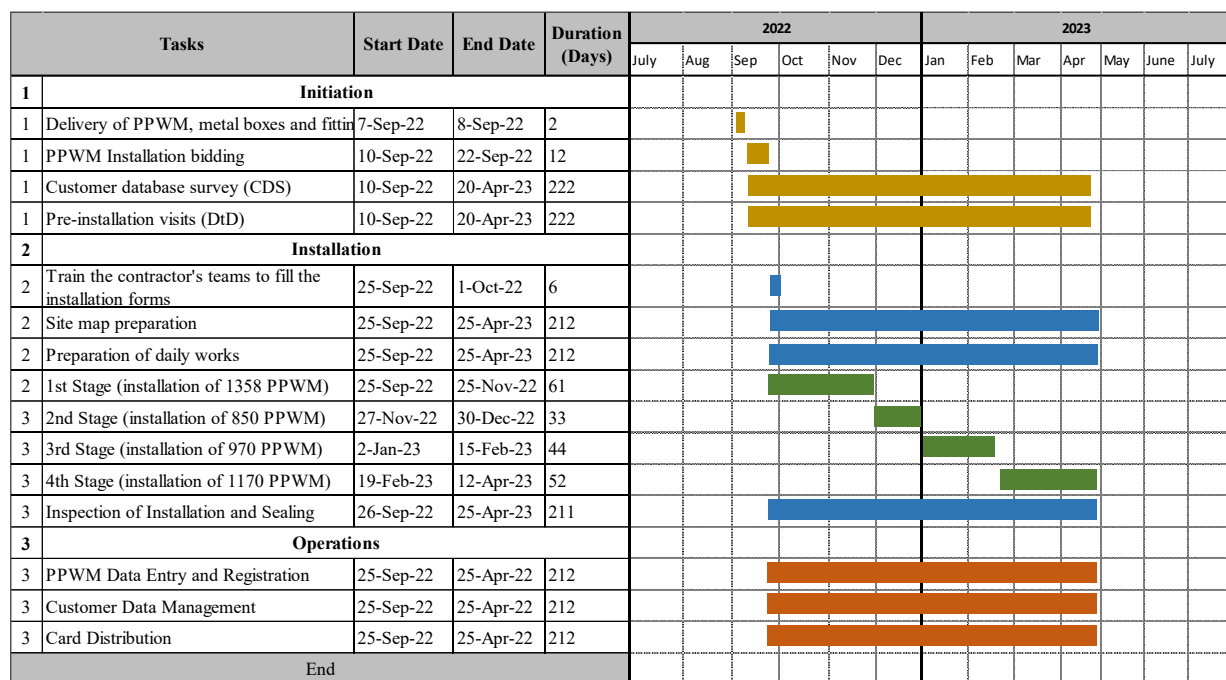 Tasks Start Date End Date Duration (Days) 2022 2023
July Aug Sep Oct Nov Dec Jan Feb Mar Apr May June July
1 Initiation
1 Delivery of PPWM, metal boxes and fittin 7-Sep-22 8-Sep-22 2
1 PPWM Installation bidding 10-Sep-22 22-Sep-22 12
1 Customer database survey (CDS) 10-Sep-22 20-Apr-23 222
1 Pre-installation visits (DtD) 10-Sep-22 20-Apr-23 222
2 Installation
2 Train the contractor's teams to fill the
installation forms 25-Sep-22 1-Oct-22 6
2 Site map preparation 25-Sep-22 25-Apr-23 212
2 Preparation of daily works 25-Sep-22 25-Apr-23 212
2 1st Stage (installation of 1358 PPWM) 25-Sep-22 25-Nov-22 61
3 2nd Stage (installation of 850 PPWM) 27-Nov-22 30-Dec-22 33
3 3rd Stage (installation of 970 PPWM) 2-Jan-23 15-Feb-23 44
3 4th Stage (installation of 1170 PPWM) 19-Feb-23 12-Apr-23 52
3 Inspection of Installation and Sealing 26-Sep-22 25-Apr-23 211
3 Operations
3 PPWM Data Entry and Registration 25-Sep-22 25-Apr-22 212
3 Customer Data Management 25-Sep-22 25-Apr-22 212
3 Card Distribution 25-Sep-22 25-Apr-22 212
End